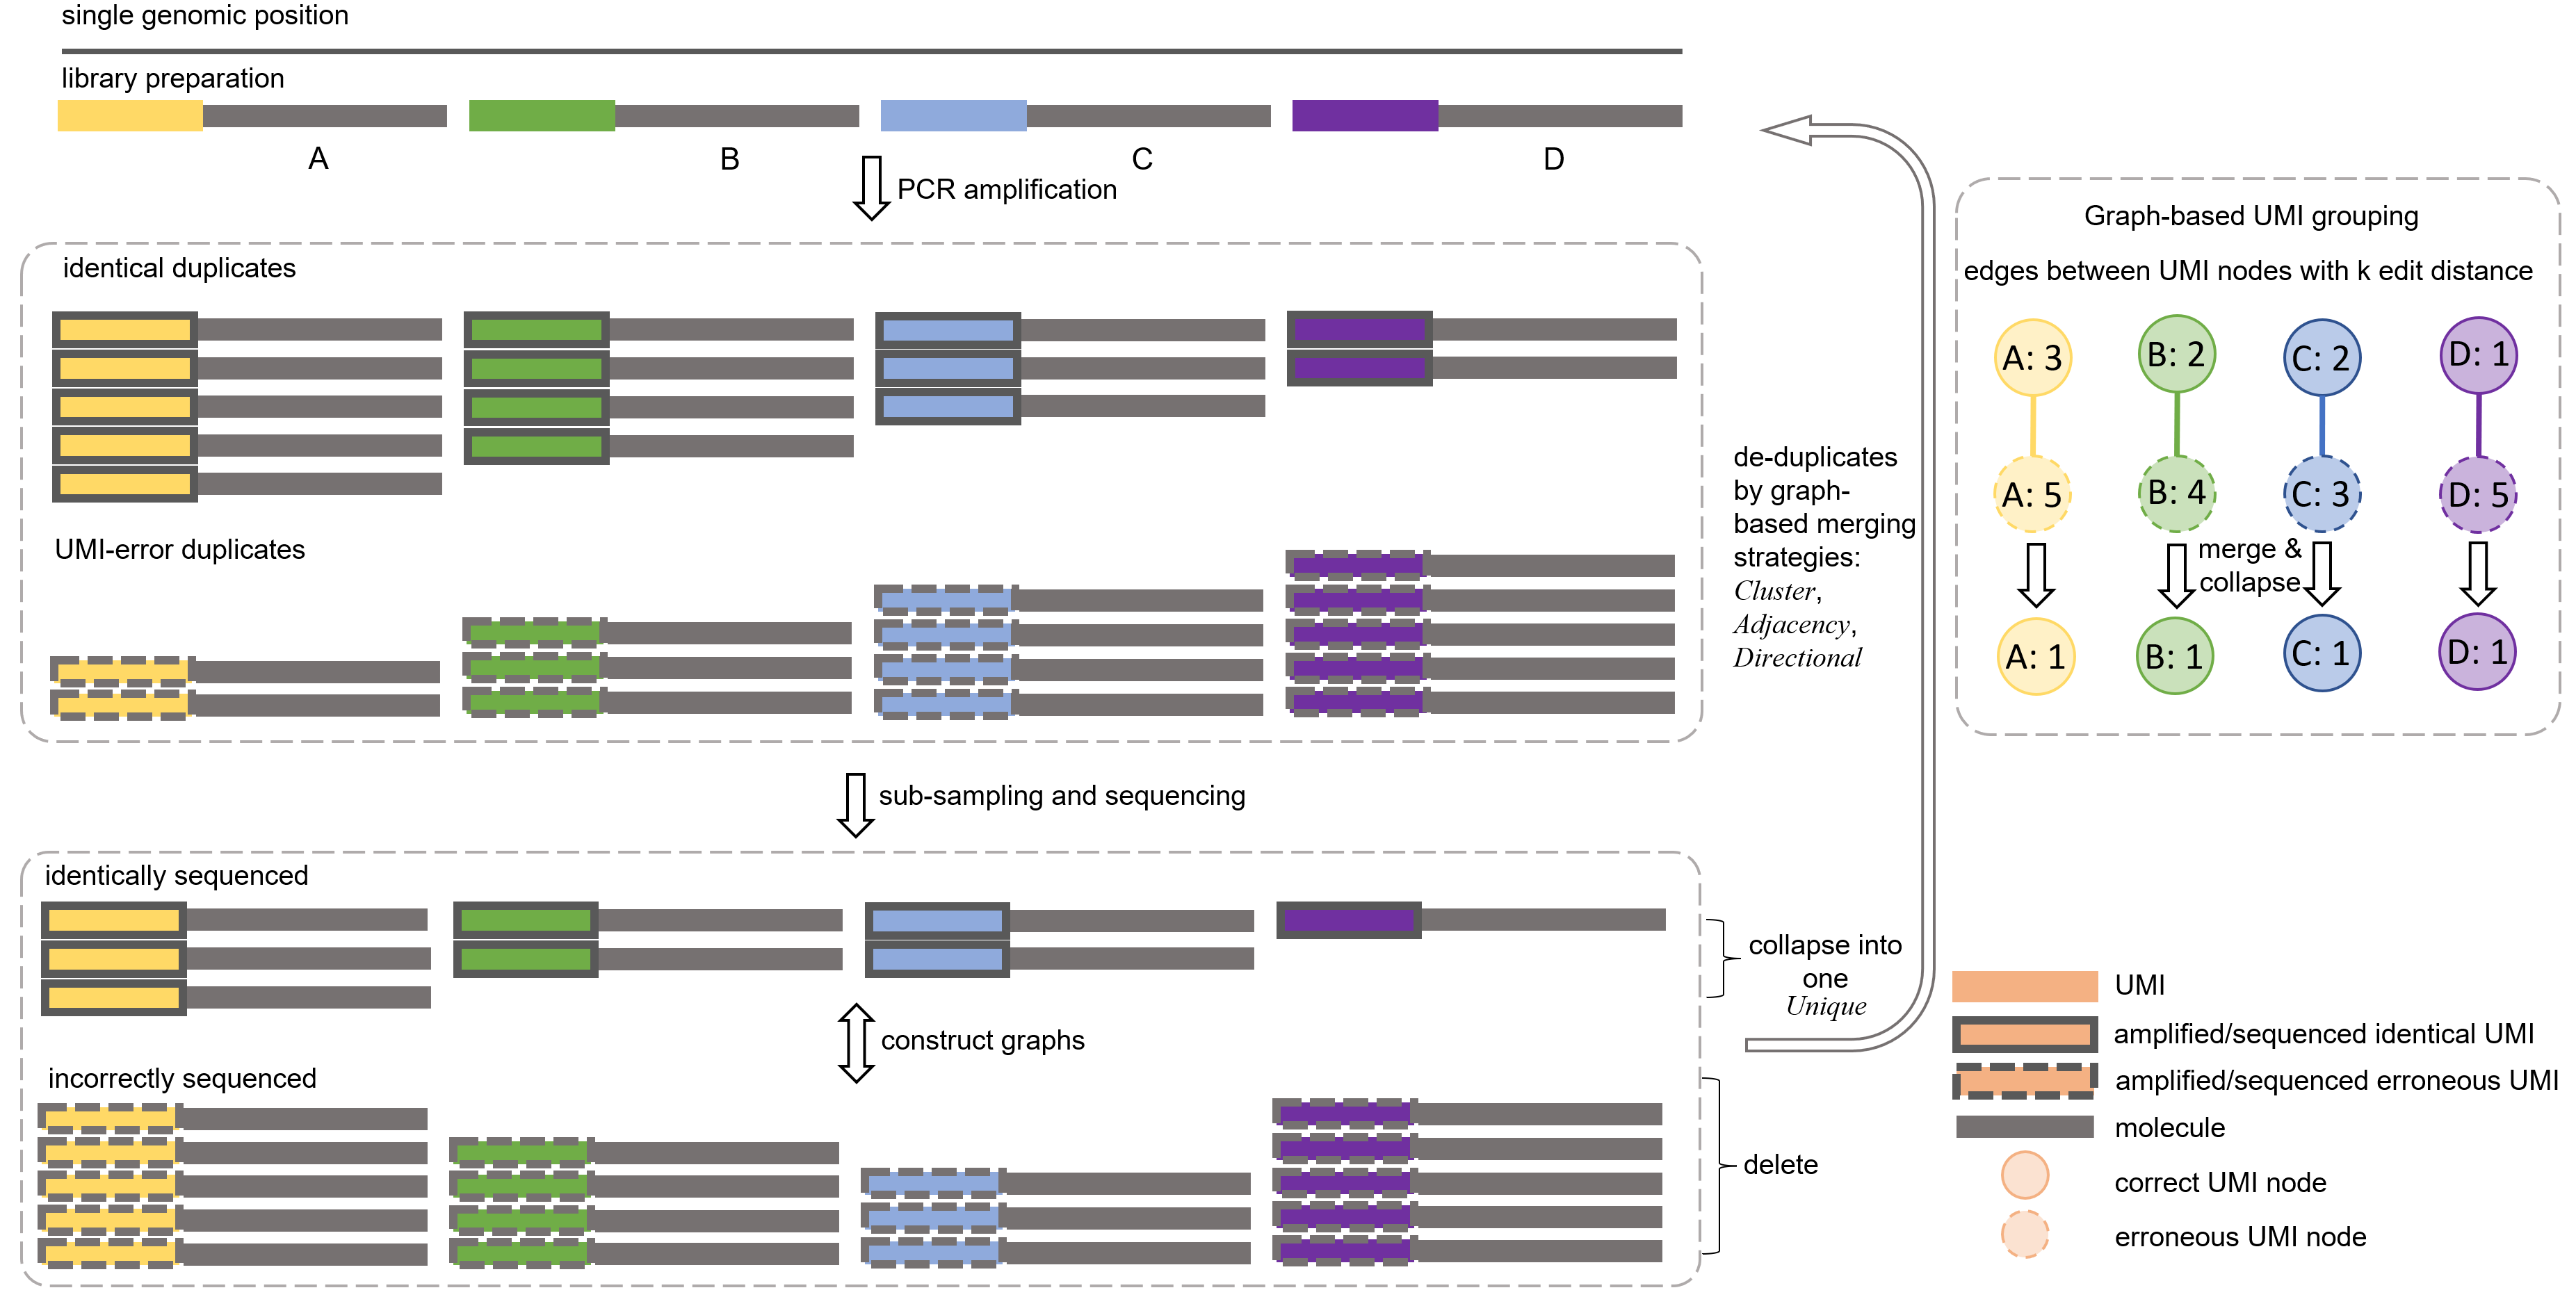 single genomic position
library preparation
A
B
C
D
PCR amplification
identical duplicates
UMI-error duplicates
sub-sampling and sequencing
identically sequenced
construct graphs
incorrectly sequenced
collapse into
one
Unique
delete
de-duplicates
by graph-
based merging
strategies:
Cluster,
Adjacency,
Directional
Graph-based UMI grouping
edges between UMI nodes with k edit distance
A: 3
B: 2
C: 2
D: 1
A: 5
B: 4
C: 3
D: 5
merge &
collapse
A: 1
B: 1
C: 1
D: 1
UMI
amplified/sequenced identical UMI
amplified/sequenced erroneous UMI
molecule
correct UMI node
erroneous UMI node